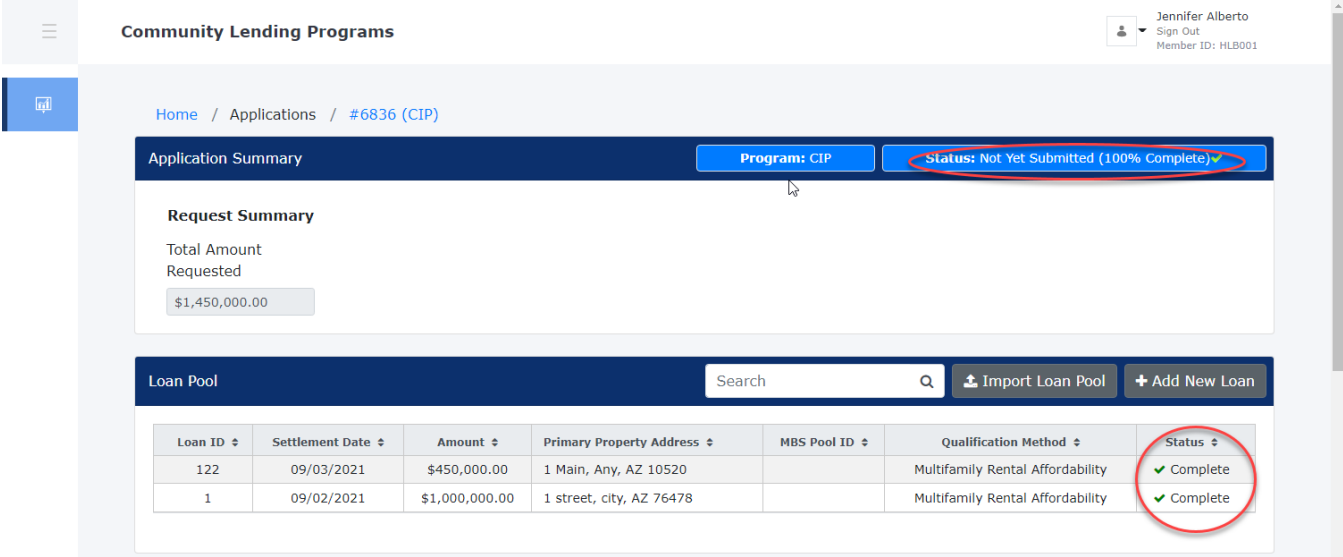 Community Lending Programs
Jennifer Alberto
Sign Out
Member ID: HLB001
Home / Applications / #6836 (CIP)
Application Summary
Program: CIP
Status: Not Yet Submitted (100% Complete)
Request Summary
Total Amount
Requested
$1,450,000.00
Loan Pool
Search
Import Loan Pool
Add New Loan
Loan ID Settlement Date Amount Primary Property Address MBS Pool ID Qualification Method Status
122 09/03/2021 $450,000.00 1 Main, Any, AZ 10520 Multifamily Rental Affordability Complete
1 09/02/2021 $1,000,000.00 1 street, city, AZ 76478 Multifamily Rental Affordability Complete